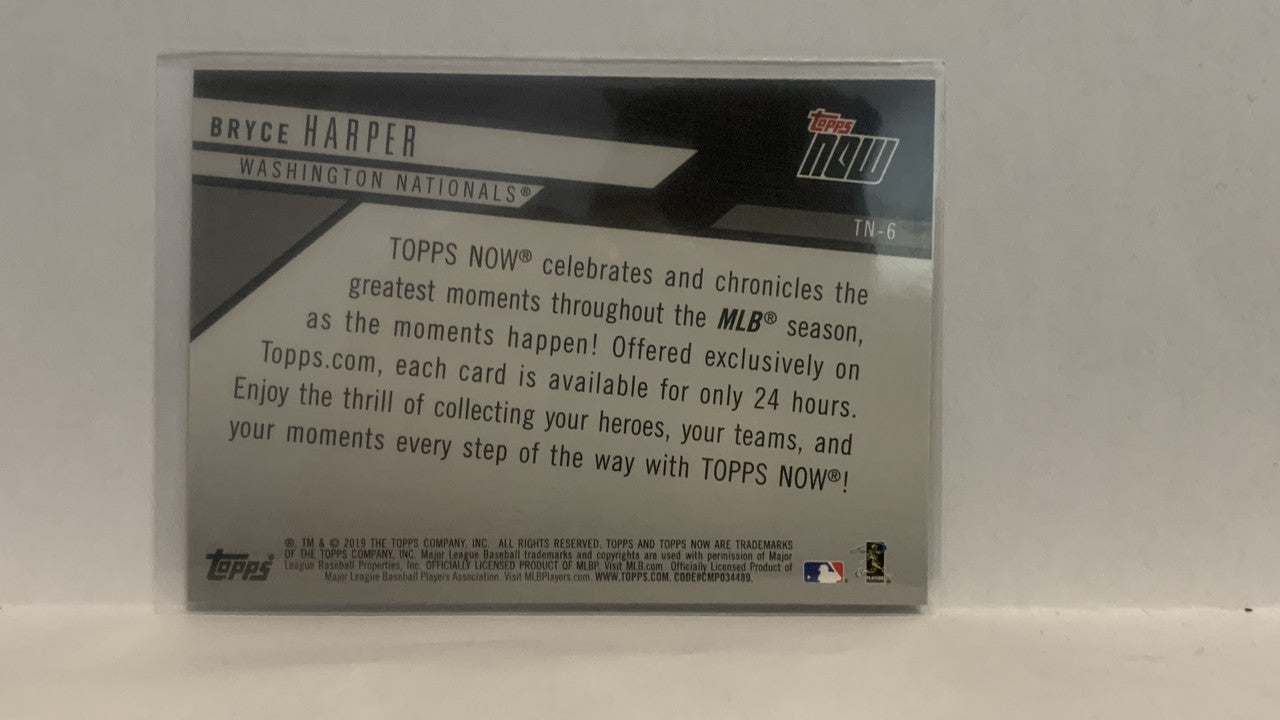 BRYCE HARPER
WASHINGTON NATIONALS®
topps
NOW
TN-6
TOPPS NOW® celebrates and chronicles the
greatest moments throughout the MLB® season,
as the moments happen! Offered exclusively on
Topps.com, each card is available for only 24 hours.
Enjoy the thrill of collecting your heroes, your teams, and
your moments every step of the way with TOPPS NOW®!
topps
®, TM & © 2019 THE TOPPS COMPANY, INC. ALL RIGHTS RESERVED. TOPPS AND TOPPS NOW ARE TRADEMARKS
OF THE TOPPS COMPANY, INC. Major League Baseball trademarks and copyrights are used with permission of Major
League Baseball Properties, Inc. OFFICIALLY LICENSED PRODUCT OF MLBP. Visit MLB.com. Officially Licensed Product of
Major League Baseball Players Association. Visit MLBPlayers.com. WWW.TOPPS.COM. CODE#CMP034489.